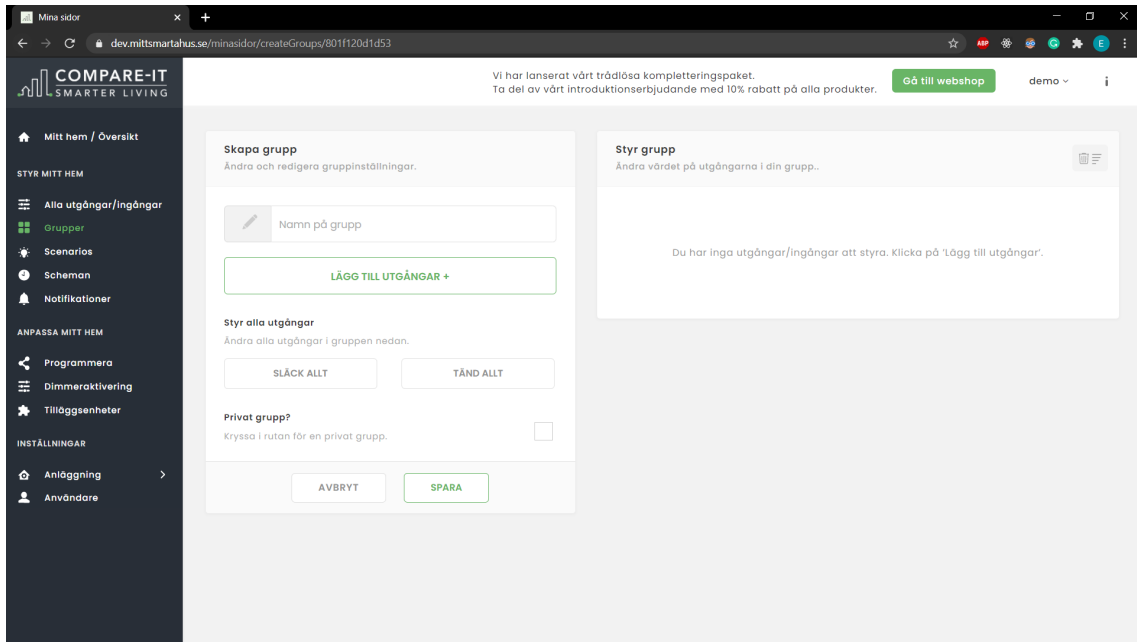 Mina sidor
dev.mittsmartahus.se/minasidor/createGroups/801f120d1d53
ABP
G
E
COMPARE-IT
SMARTER LIVING
Vi har lanserat vårt trådlösa kompletteringspaket.
Ta del av vårt introduktionserbjudande med 10% rabatt på alla produkter.
Gå till webshop
demo
i
Mitt hem / Översikt
STYR MITT HEM
Alla utgångar/ingångar
Grupper
Scenarios
Scheman
Notifikationer
ANPASSA MITT HEM
Programmera
Dimmeraktivering
Tilläggsenheter
INSTÄLLNINGAR
Anläggning
Användare
Skapa grupp
Ändra och redigera gruppinställningar.
Namn på grupp
LÄGG TILL UTGÅNGAR +
Styr alla utgångar
Ändra alla utgångar i gruppen nedan.
SLÄCK ALLT TÄND ALLT
Privat grupp?
Kryssa i rutan för en privat grupp.
AVBRYT SPARA
Styr grupp
Ändra värdet på utgångarna i din grupp..
Du har inga utgångar/ingångar att styra. Klicka på 'Lägg till utgångar'.